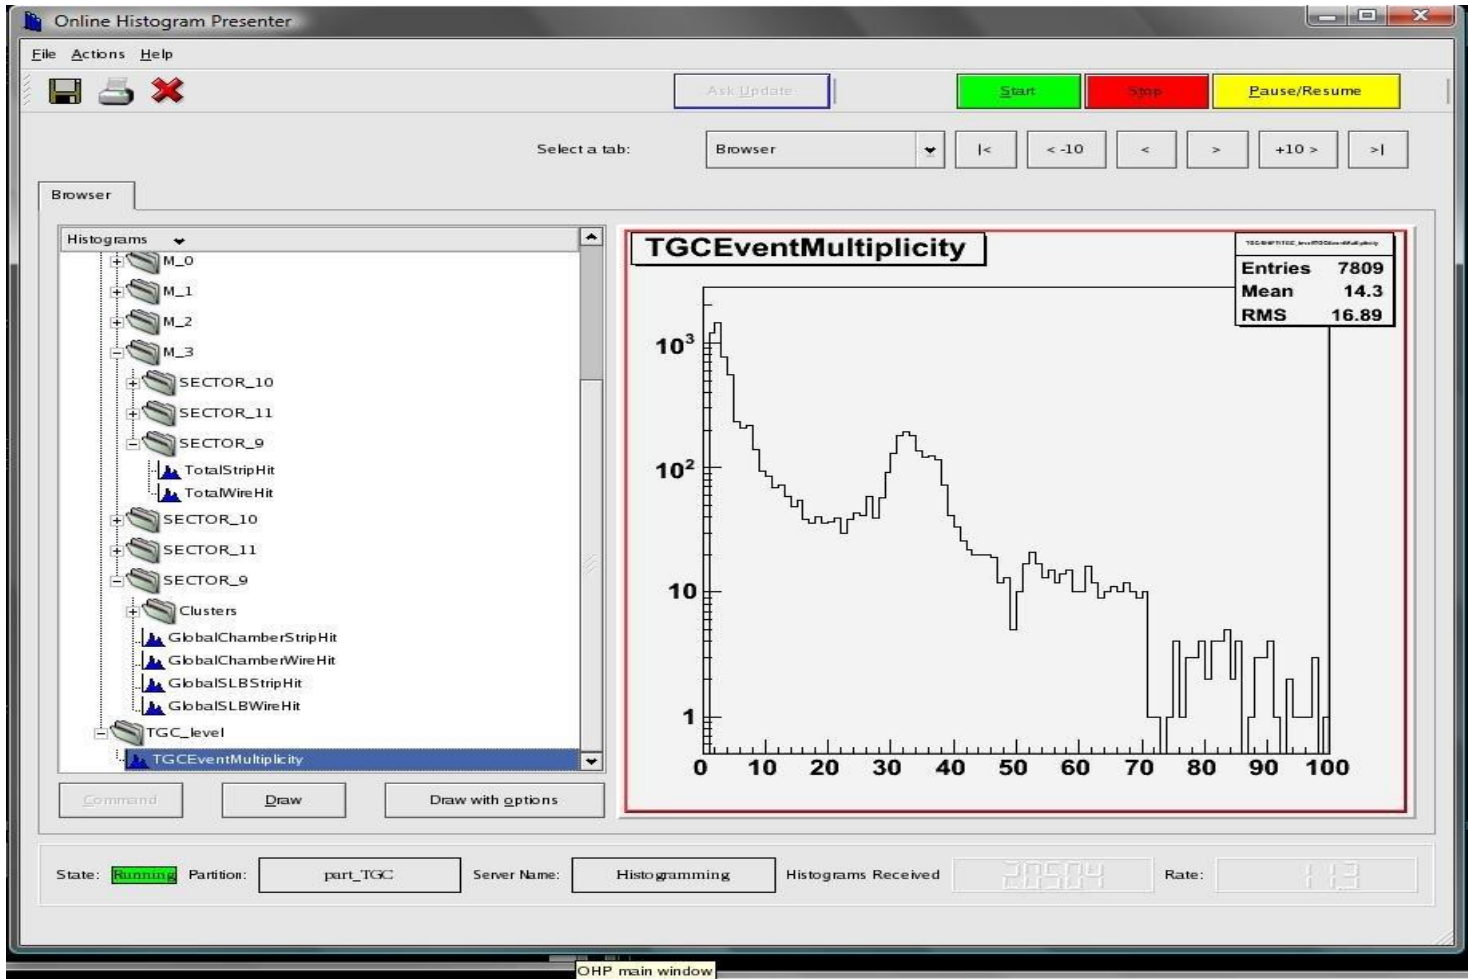 Online Histogram Presenter
File Actions Help
Ask Update Start Stop Pause/Resume
Select a tab: Browser |< < -10 < > +10 > >|
Browser
Histograms
M_0
M_1
M_2
M_3
SECTOR_10
SECTOR_11
SECTOR_9
TotalStripHit
TotalWireHit
SECTOR_10
SECTOR_11
SECTOR_9
Clusters
GlobalChamberStripHit
GlobalChamberWireHit
GlobalSLBStripHit
GlobalSLBWireHit
TGC_level
TGCEventMultiplicity
Command Draw Draw with options
TGCEventMultiplicity
Entries 7809
Mean 14.3
RMS 16.89
10³
10²
10
1
0 10 20 30 40 50 60 70 80 90 100
State: Running Partition: part_TGC Server Name: Histogramming Histograms Received 20504 Rate: 11.3
OHP main window